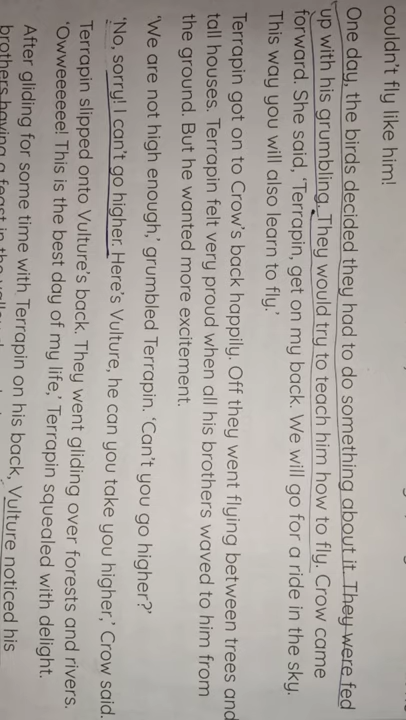 couldn't fly like him!
One day, the birds decided they had to do something about it. They were fed
up with his grumbling. They would try to teach him how to fly. Crow came
forward. She said, 'Terrapin, get on my back. We will go for a ride in the sky.
This way you will also learn to fly.'
Terrapin got on to Crow's back happily. Off they went flying between trees and
tall houses. Terrapin felt very proud when all his brothers waved to him from
the ground. But he wanted more excitement.
'We are not high enough,' grumbled Terrapin. 'Can't you go higher?'
'No, sorry! I can't go higher. Here's Vulture, he can you take you higher,' Crow said.
Terrapin slipped onto Vulture's back. They went gliding over forests and rivers.
'Owweeeee! This is the best day of my life,' Terrapin squealed with delight.
After gliding for some time with Terrapin on his back, Vulture noticed his
brothers having a feast in the